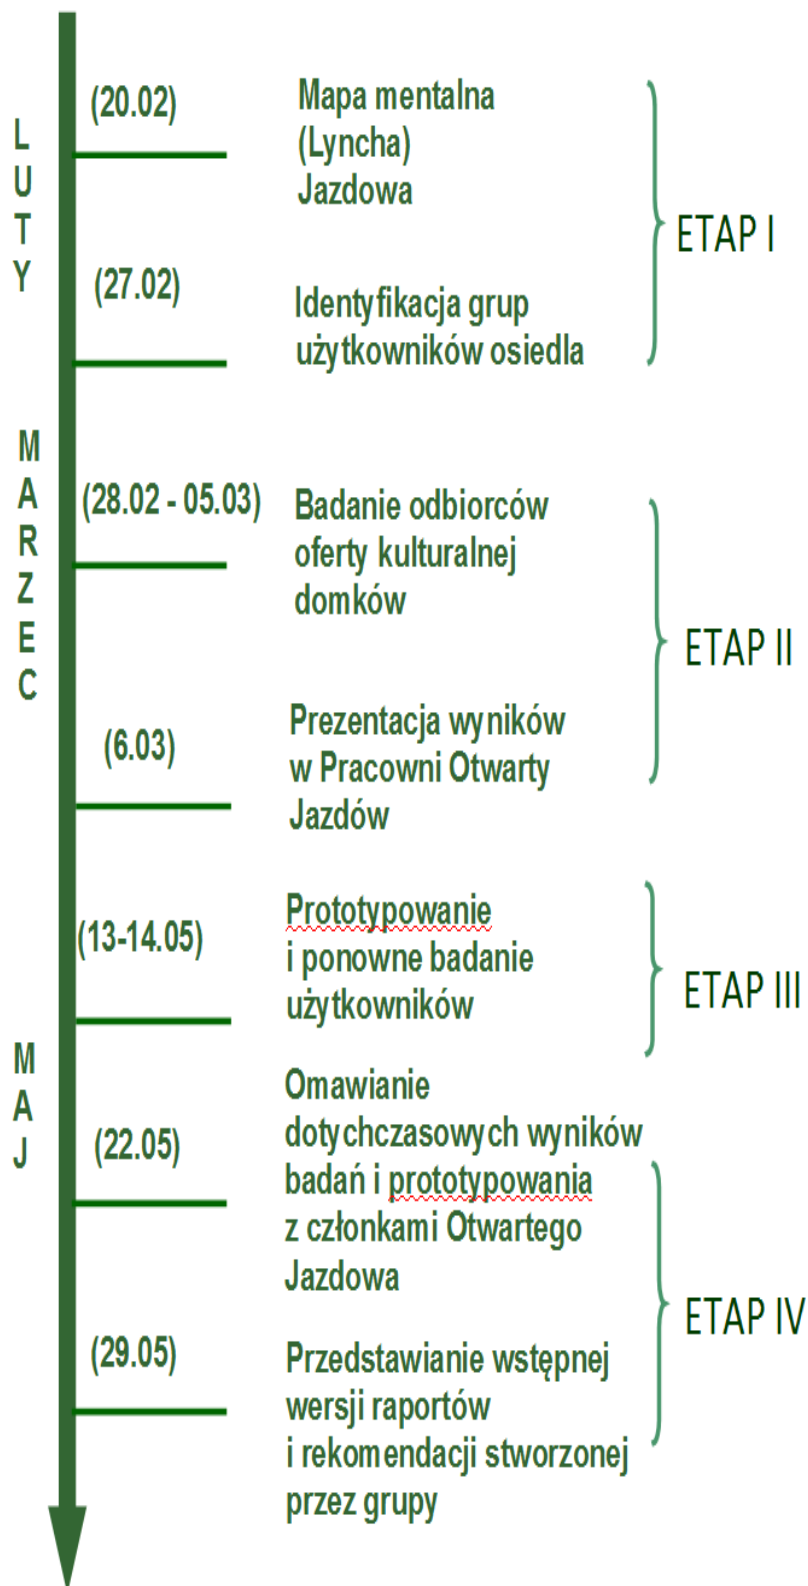 LUTY
(20.02)
Mapa mentalna
(Lyncha)
Jazdowa
ETAP I
(27.02)
Identyfikacja grup
użytkowników osiedla
MARZEC
(28.02 - 05.03)
Badanie odbiorców
oferty kulturalnej
domków
ETAP II
(6.03)
Prezentacja wyników
w Pracowni Otwarty
Jazdów
(13-14.05)
Prototypowanie
i ponowne badanie
użytkowników
ETAP III
MAJ
(22.05)
Omawianie
dotychczasowych wyników
badań i prototypowania
z członkami Otwartego
Jazdowa
ETAP IV
(29.05)
Przedstawianie wstępnej
wersji raportów
i rekomendacji stworzonej
przez grupy